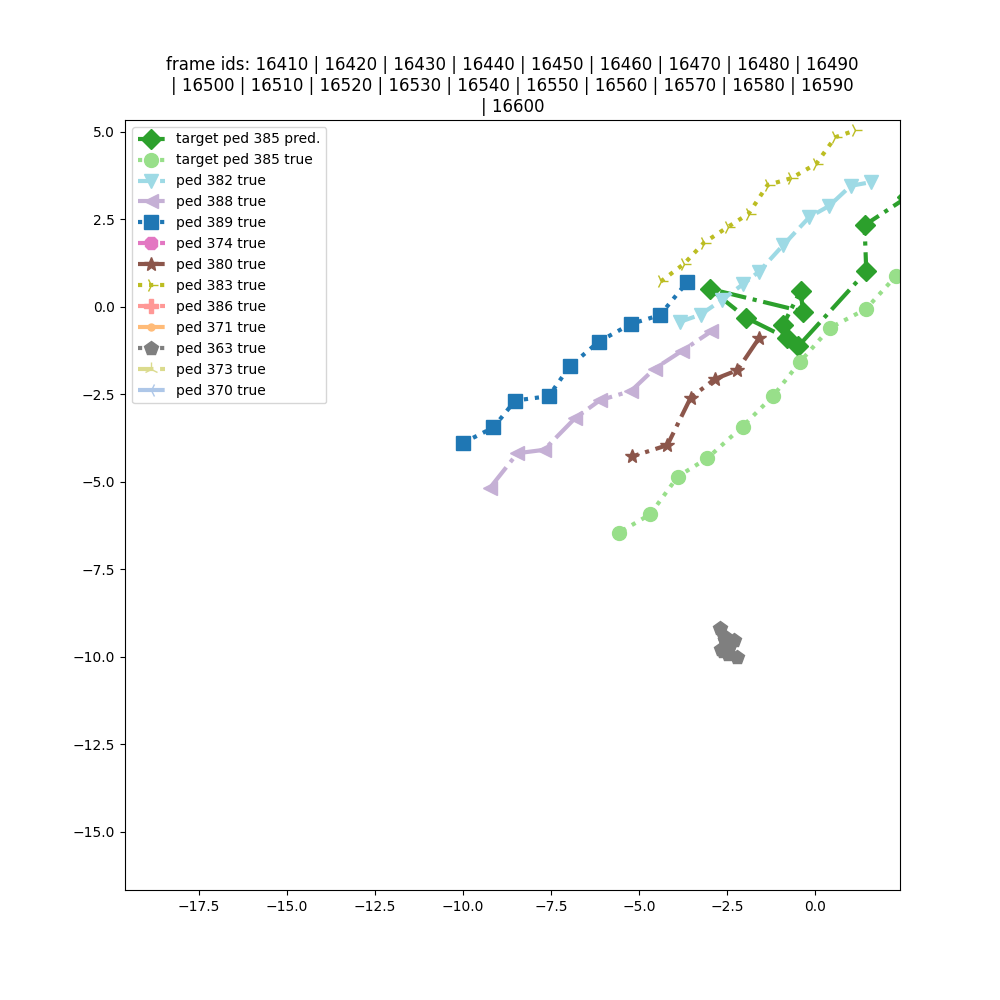 frame ids: 16410 | 16420 | 16430 | 16440 | 16450 | 16460 | 16470 | 16480 | 16490
| 16500 | 16510 | 16520 | 16530 | 16540 | 16550 | 16560 | 16570 | 16580 | 16590
| 16600
target ped 385 pred.
target ped 385 true
ped 382 true
ped 388 true
ped 389 true
ped 374 true
ped 380 true
ped 383 true
ped 386 true
ped 371 true
ped 363 true
ped 373 true
ped 370 true
5.0
2.5
0.0
−2.5
−5.0
−7.5
−10.0
−12.5
−15.0
−17.5 −15.0 −12.5 −10.0 −7.5 −5.0 −2.5 0.0